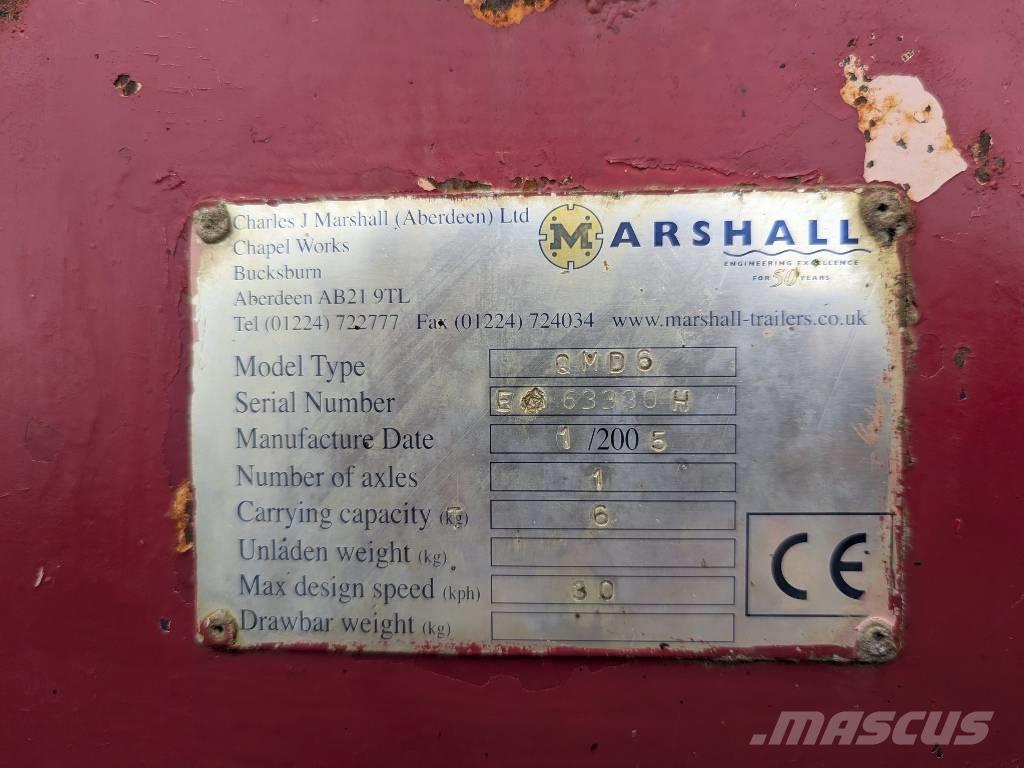 Charles J Marshall (Aberdeen) Ltd
Chapel Works
Bucksburn
Aberdeen AB21 9TL
Tel (01224) 722777 Fax (01224) 724034 www.marshall-trailers.co.uk
MARSHALL
ENGINEERING EXCELLENCE
FOR 50 YEARS
Model Type QMD6
Serial Number 63330H
Manufacture Date 1/2005
Number of axles 1
Carrying capacity (kg) 6
Unladen weight (kg)
Max design speed (kph) 30
Drawbar weight (kg)
CE
MASCUS